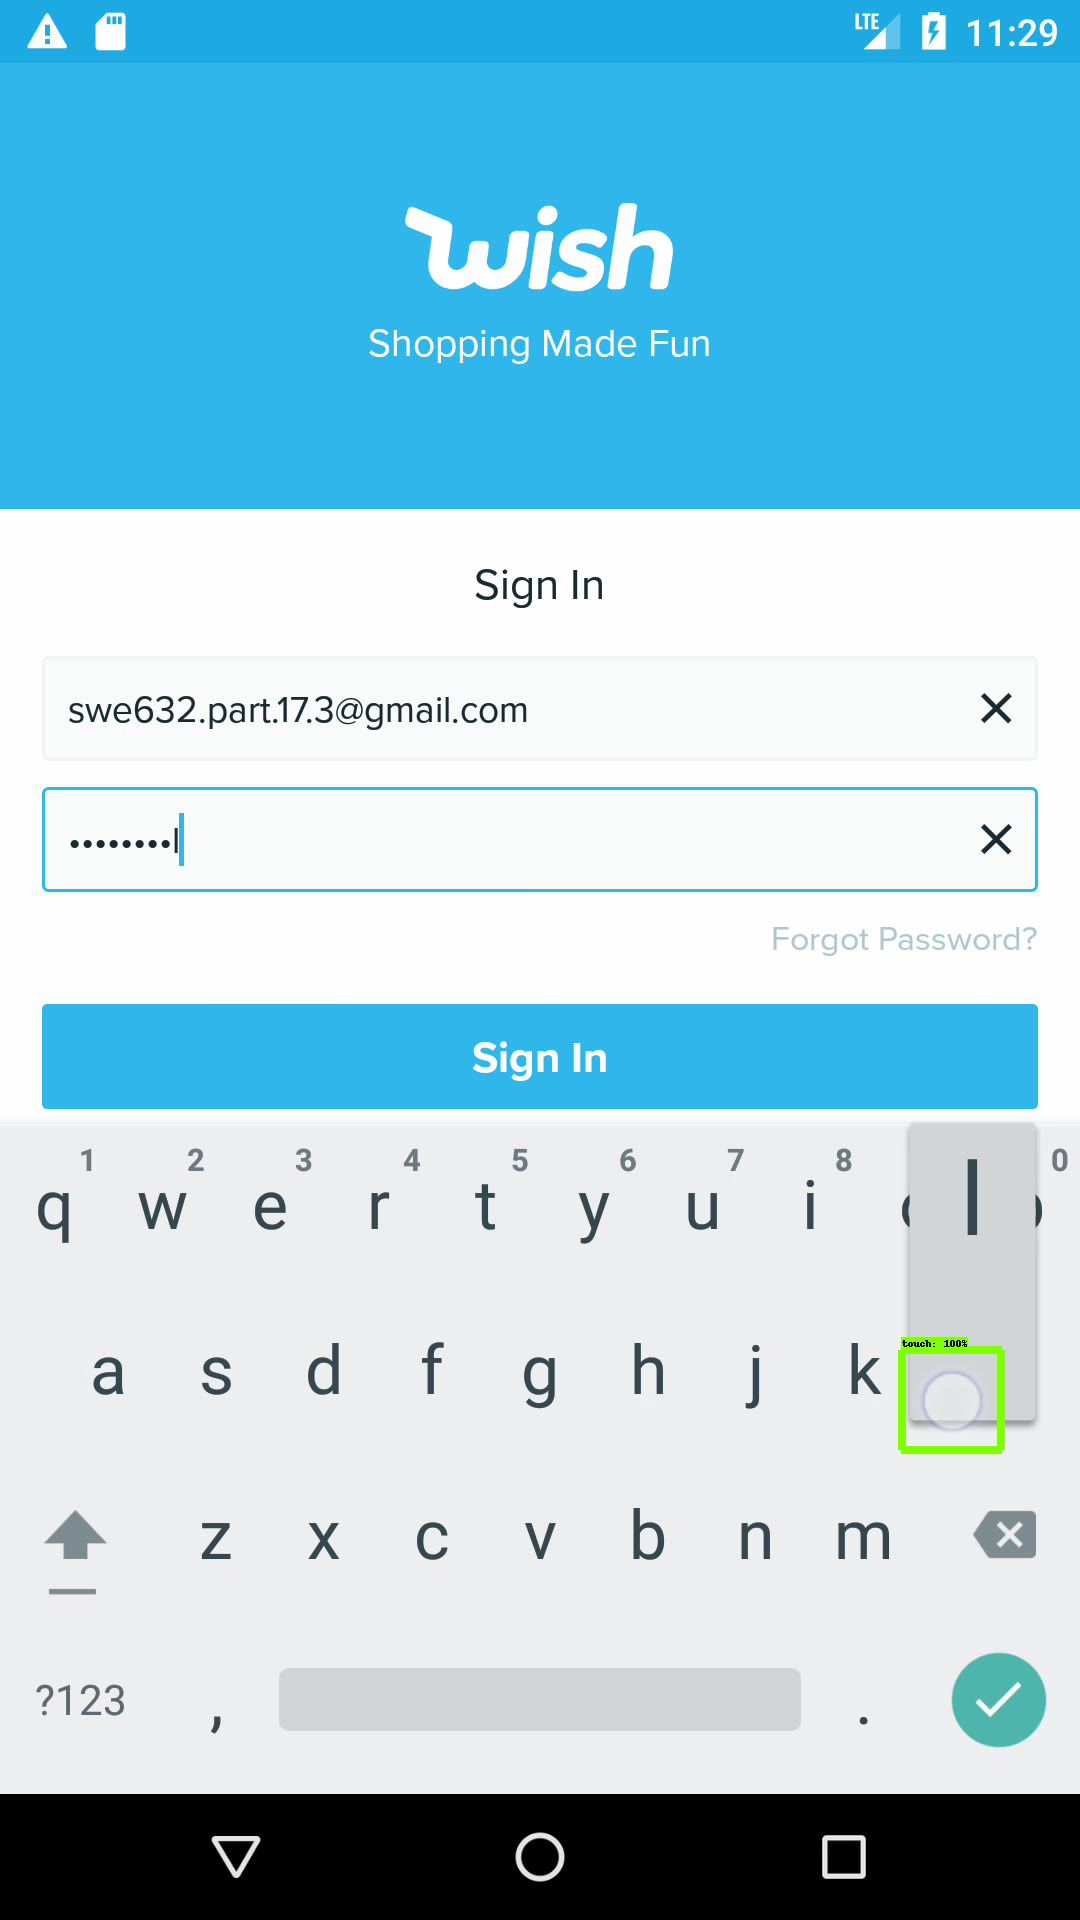 LTE 11:29
wish
Shopping Made Fun
Sign In
swe632.part.17.3@gmail.com
••••••••l
Forgot Password?
Sign In
1 2 3 4 5 6 7 8 0
q w e r t y u i l
touch: 100%
a s d f g h j k
z x c v b n m
?123 , .